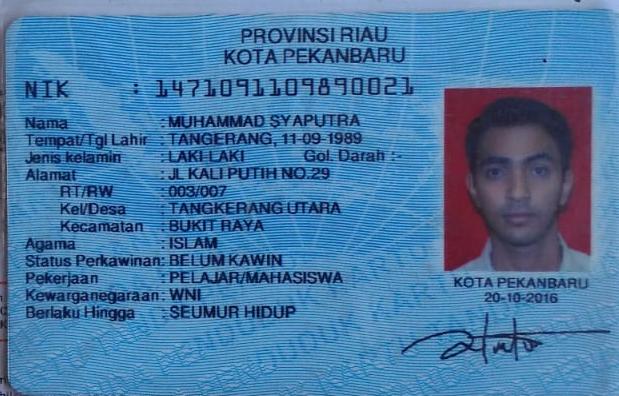 PROVINSI RIAU
KOTA PEKANBARU
NIK : 1471091109890021
Nama : MUHAMMAD SYAPUTRA
Tempat/Tgl Lahir : TANGERANG, 11-09-1989
Jenis kelamin : LAKI-LAKI Gol. Darah :-
Alamat : JL KALI PUTIH NO.29
RT/RW : 003/007
Kel/Desa : TANGKERANG UTARA
Kecamatan : BUKIT RAYA
Agama : ISLAM
Status Perkawinan: BELUM KAWIN
Pekerjaan : PELAJAR/MAHASISWA
Kewarganegaraan: WNI
Berlaku Hingga : SEUMUR HIDUP
KOTA PEKANBARU
20-10-2016